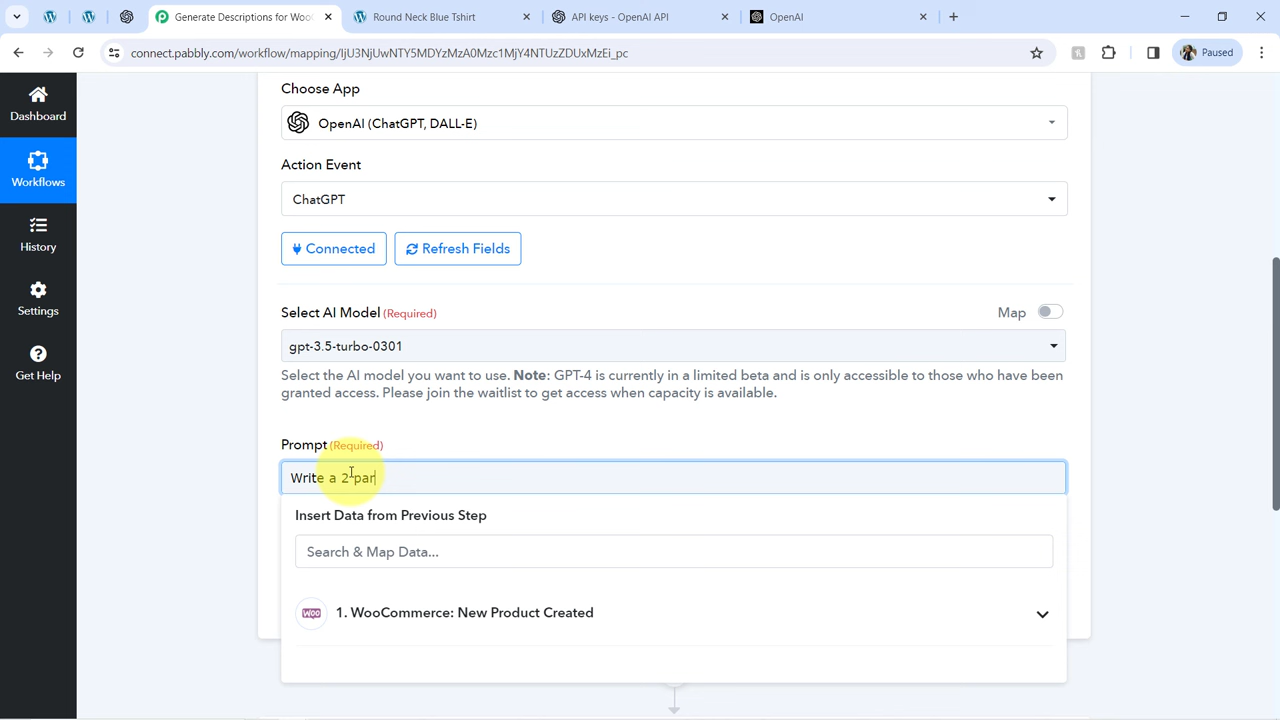 Generate Descriptions for Woo
Round Neck Blue Tshirt
API keys - OpenAI API
OpenAI
connect.pabbly.com/workflow/mapping/IjU3NjUwNTY5MDYzMzA0Mzc1MjY4NTUzZDUxMzEi_pc
Paused
Dashboard
Workflows
History
Settings
Get Help
Choose App
OpenAI (ChatGPT, DALL-E)
Action Event
ChatGPT
Connected
Refresh Fields
Select AI Model (Required)
Map
gpt-3.5-turbo-0301
Select the AI model you want to use. Note: GPT-4 is currently in a limited beta and is only accessible to those who have been
granted access. Please join the waitlist to get access when capacity is available.
Prompt (Required)
Write a 2 par
Insert Data from Previous Step
Search & Map Data...
WOO
1. WooCommerce: New Product Created